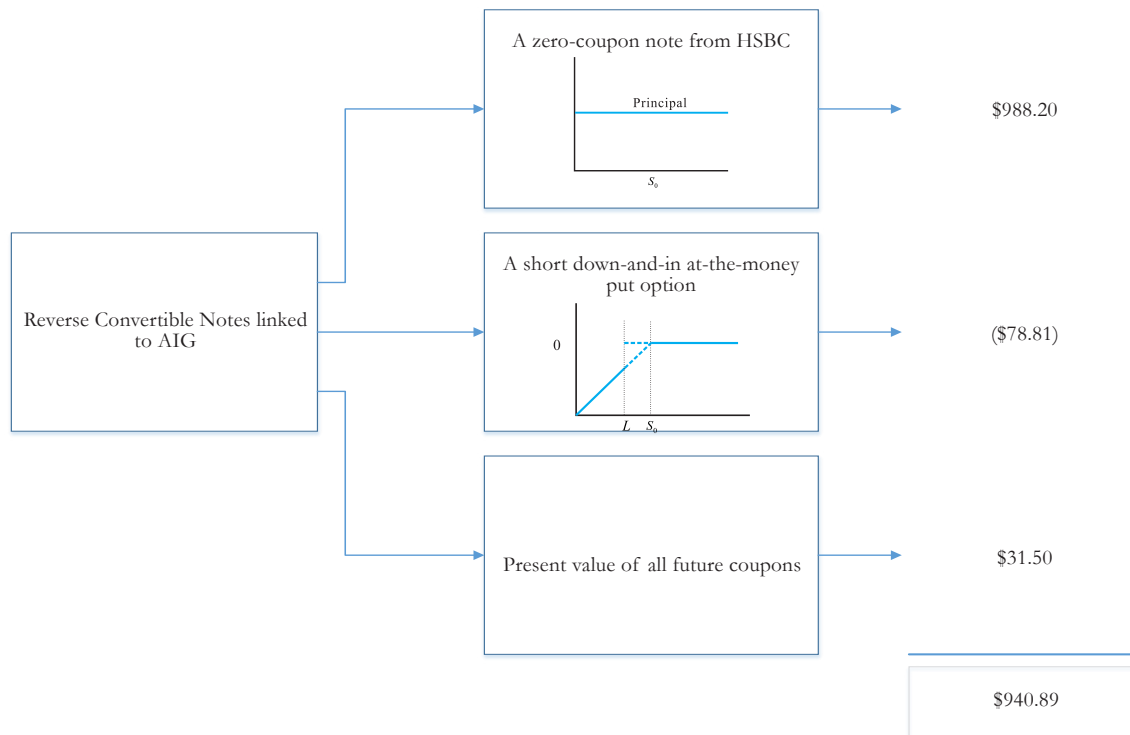 A zero-coupon note from HSBC
Principal
S₀
$988.20
Reverse Convertible Notes linked
to AIG
A short down-and-in at-the-money
put option
0
L S₀
($78.81)
Present value of all future coupons
$31.50
$940.89